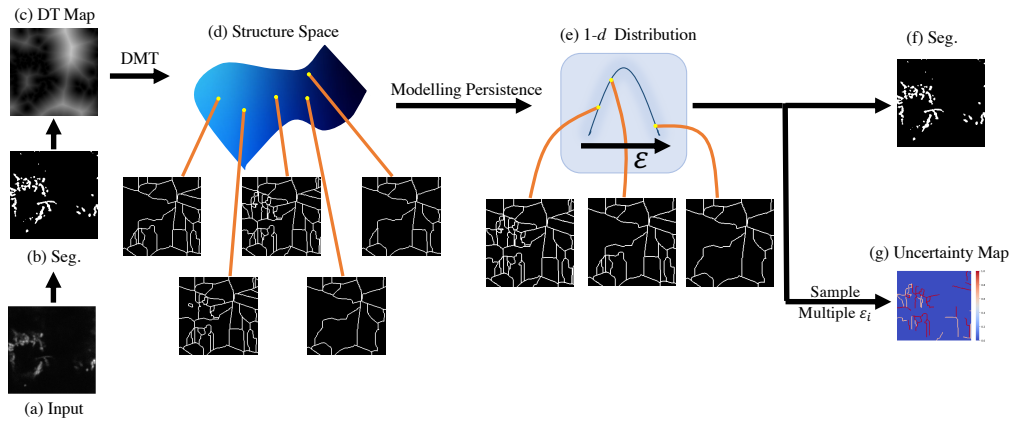 (c) DT Map
(d) Structure Space
(e) 1-d Distribution
(f) Seg.
DMT
Modelling Persistence
ε
(b) Seg.
(g) Uncertainty Map
Sample
Multiple εᵢ
(a) Input